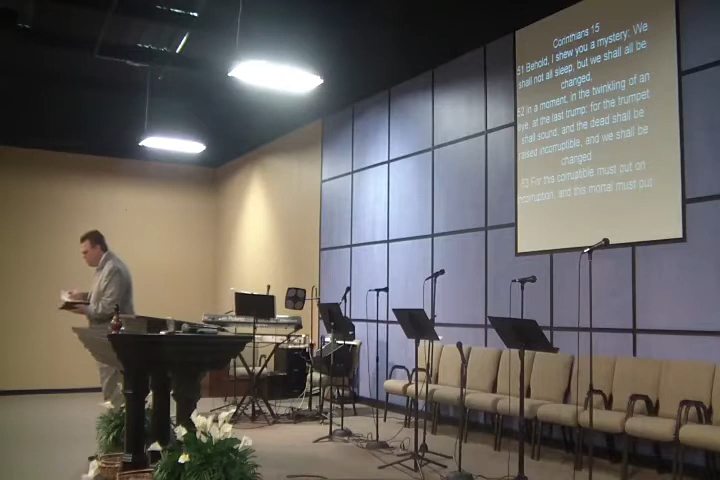 Corinthians 15
51 Behold, I shew you a mystery; We
shall not all sleep, but we shall all be
changed,
52 In a moment, in the twinkling of an
eye, at the last trump: for the trumpet
shall sound, and the dead shall be
raised incorruptible, and we shall be
changed
53 For this corruptible must put on
incorruption, and this mortal must put